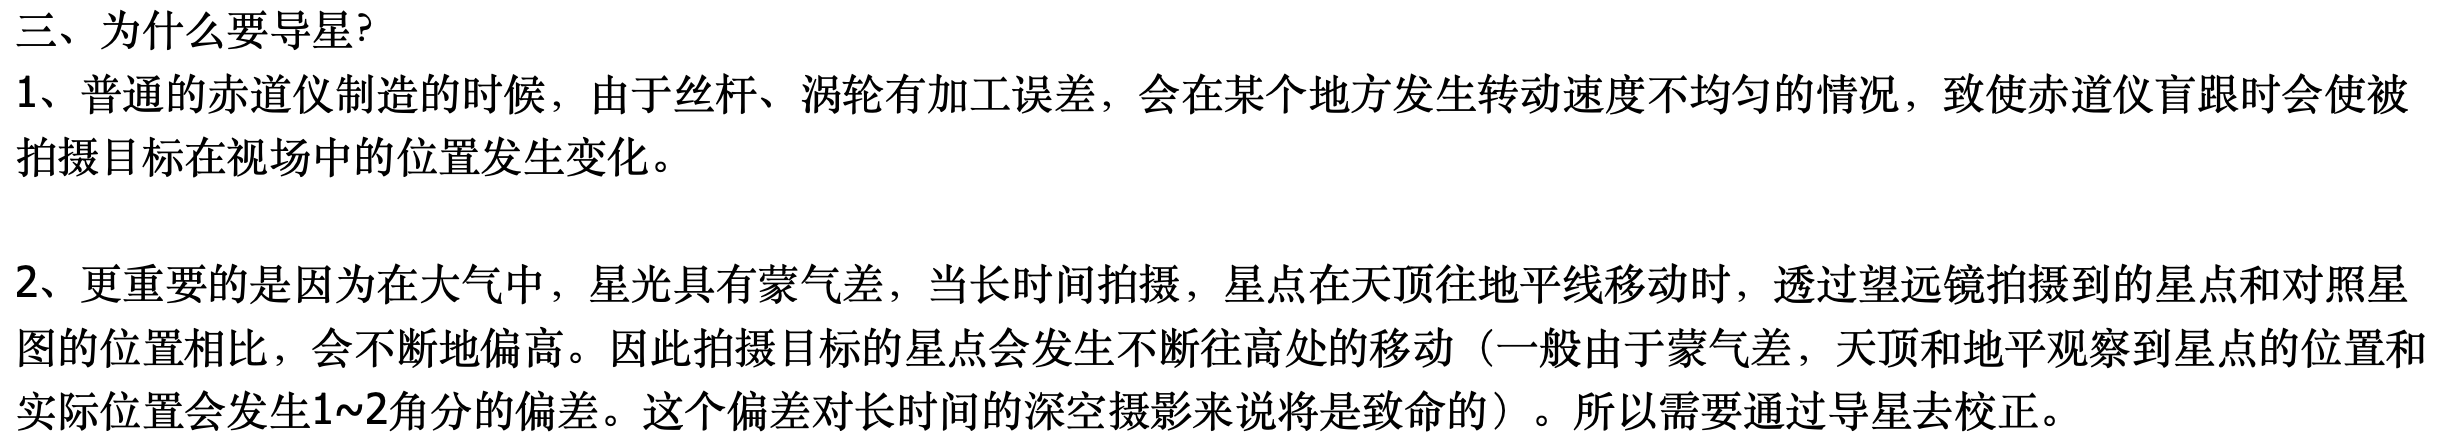 三、为什么要导星?
1、普通的赤道仪制造的时候，由于丝杆、涡轮有加工误差，会在某个地方发生转动速度不均匀的情况，致使赤道仪盲跟时会使被
拍摄目标在视场中的位置发生变化。
2、更重要的是因为在大气中，星光具有蒙气差，当长时间拍摄，星点在天顶往地平线移动时，透过望远镜拍摄到的星点和对照星
图的位置相比，会不断地偏高。因此拍摄目标的星点会发生不断往高处的移动（一般由于蒙气差，天顶和地平观察到星点的位置和
实际位置会发生1~2角分的偏差。这个偏差对长时间的深空摄影来说将是致命的）。所以需要通过导星去校正。